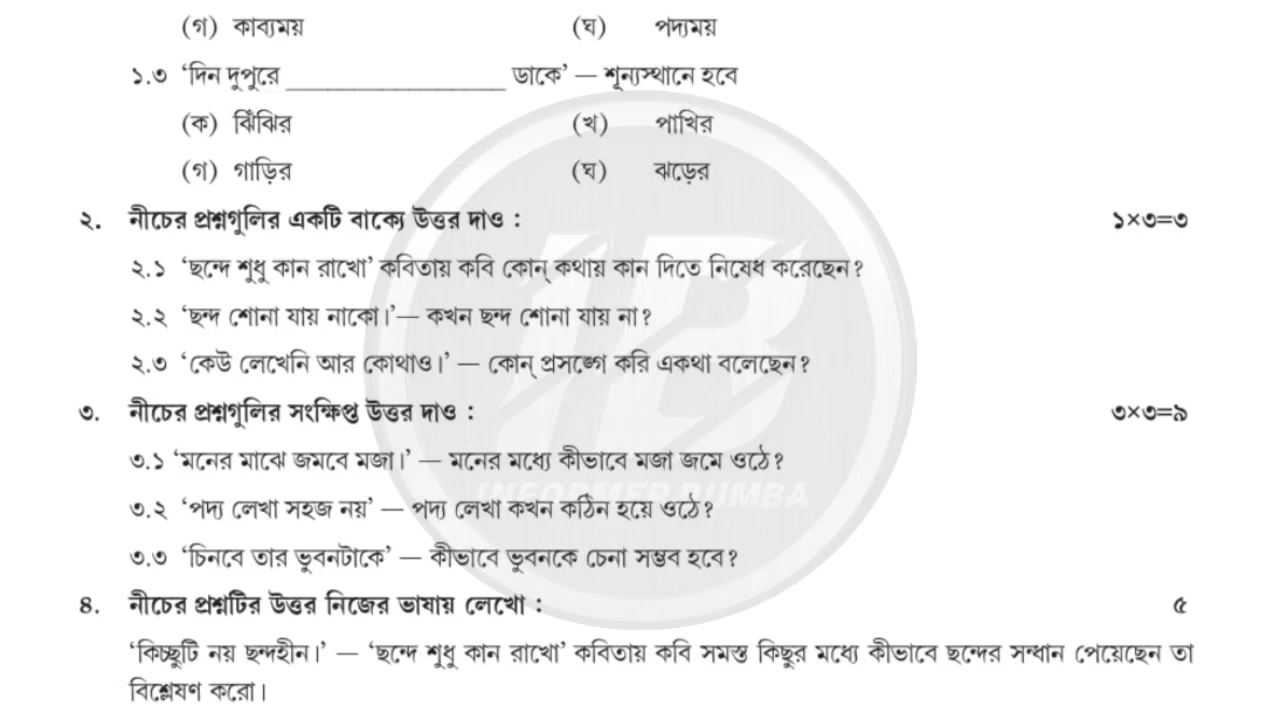 (গ) কাব্যময় (ঘ) পদ্যময়
১.৩ ‘দিন দুপুরে ____________________ ডাকে’ — শূন্যস্থানে হবে
(ক) ঝিঁঝির (খ) পাখির
(গ) গাড়ির (ঘ) ঝড়ের
২. নীচের প্রশ্নগুলির একটি বাক্যে উত্তর দাও : ১×৩=৩
২.১ ‘ছন্দে শুধু কান রাখো’ কবিতায় কবি কোন্ কথায় কান দিতে নিষেধ করেছেন?
২.২ ‘ছন্দ শোনা যায় নাকো।’— কখন ছন্দ শোনা যায় না?
২.৩ ‘কেউ লেখেনি আর কোথাও।’ — কোন্ প্রসঙ্গে করি একথা বলেছেন?
৩. নীচের প্রশ্নগুলির সংক্ষিপ্ত উত্তর দাও : ৩×৩=৯
৩.১ ‘মনের মাঝে জমবে মজা।’ — মনের মধ্যে কীভাবে মজা জমে ওঠে?
৩.২ ‘পদ্য লেখা সহজ নয়’ — পদ্য লেখা কখন কঠিন হয়ে ওঠে?
৩.৩ ‘চিনবে তার ভুবনটাকে’ — কীভাবে ভুবনকে চেনা সম্ভব হবে?
৪. নীচের প্রশ্নটির উত্তর নিজের ভাষায় লেখো : ৫
‘কিচ্ছুটি নয় ছন্দহীন।’ — ‘ছন্দে শুধু কান রাখো’ কবিতায় কবি সমস্ত কিছুর মধ্যে কীভাবে ছন্দের সন্ধান পেয়েছেন তা
বিশ্লেষণ করো।
IB
INFORMER BUMBA